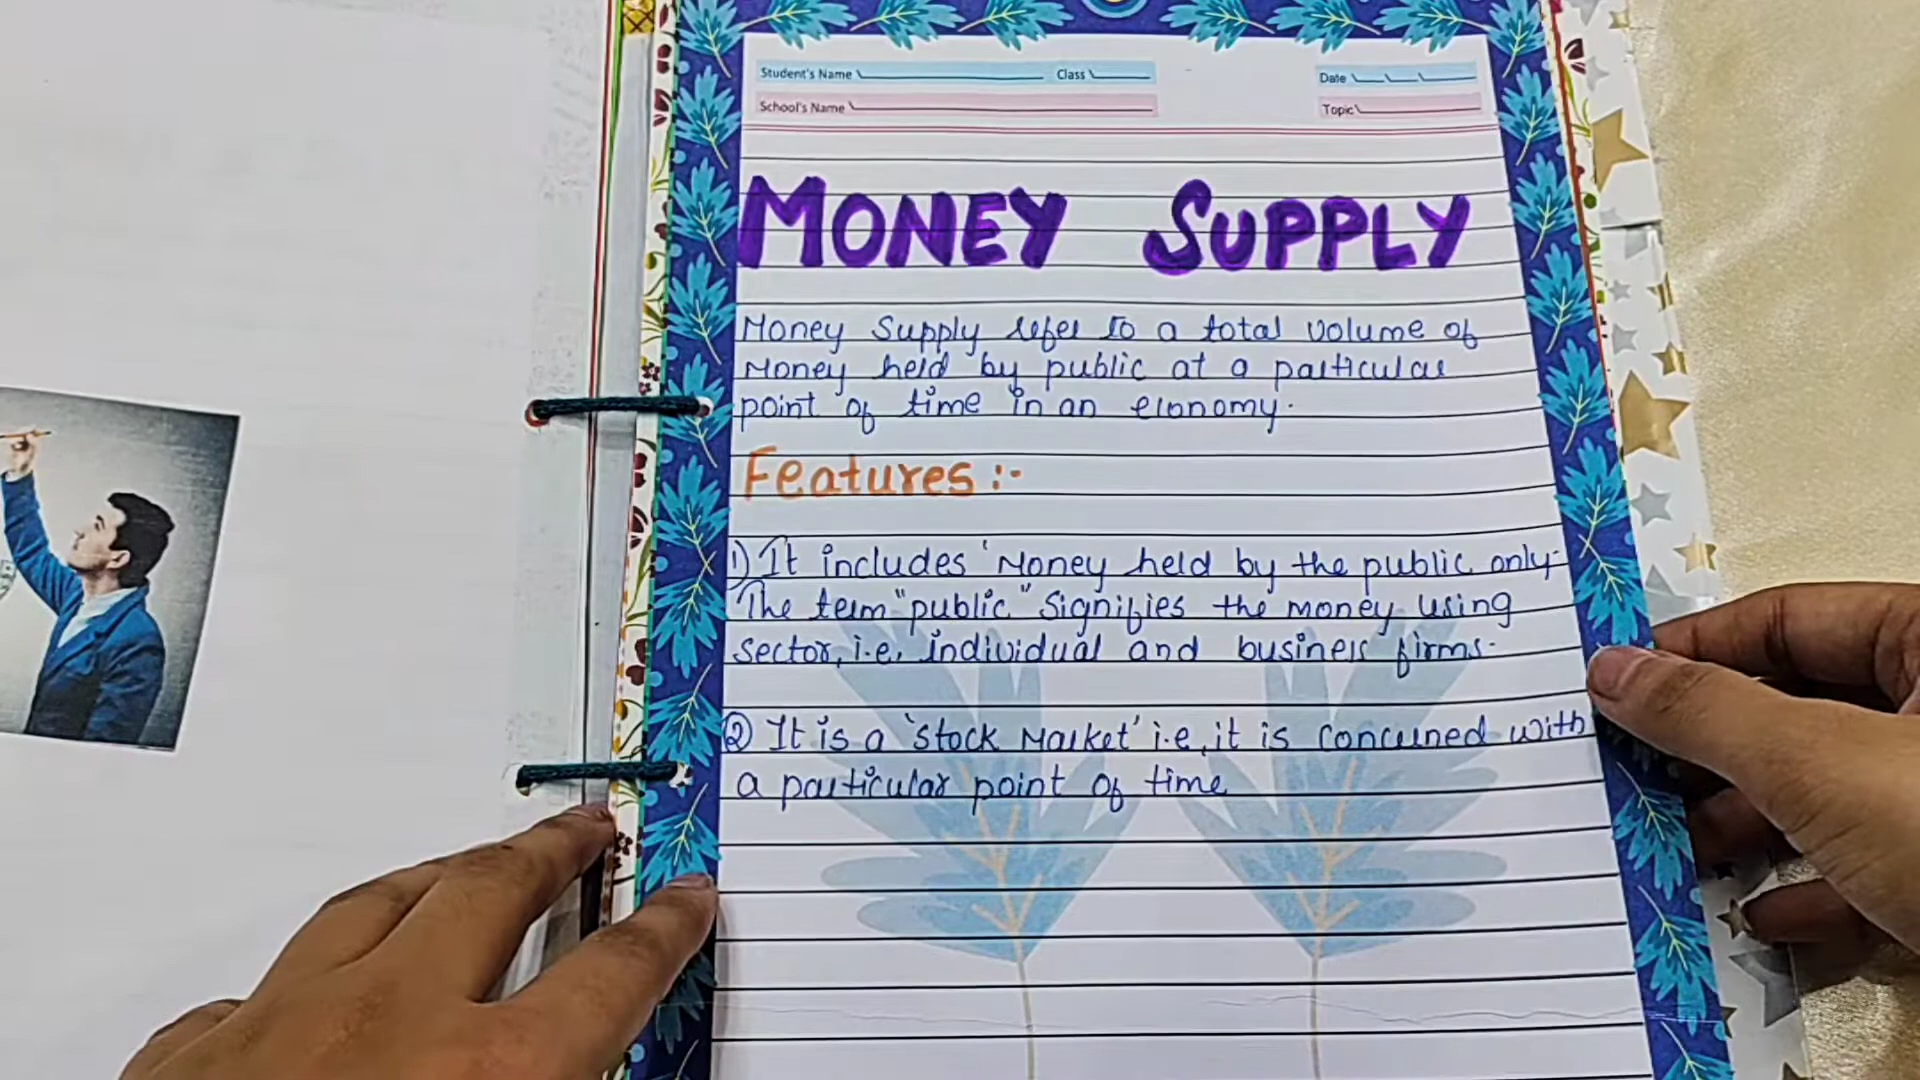 Student's Name Class Date
School's Name Topic
MONEY SUPPLY
Money Supply refer to a total volume of
Money held by public at a particular
point of time in an economy.
Features :-
1) It includes 'Money held by the public only.
The term "public" Signifies the money using
sector, i.e. individual and business firms.
② It is a 'Stock Market' i.e, it is concerned with
a particular point of time